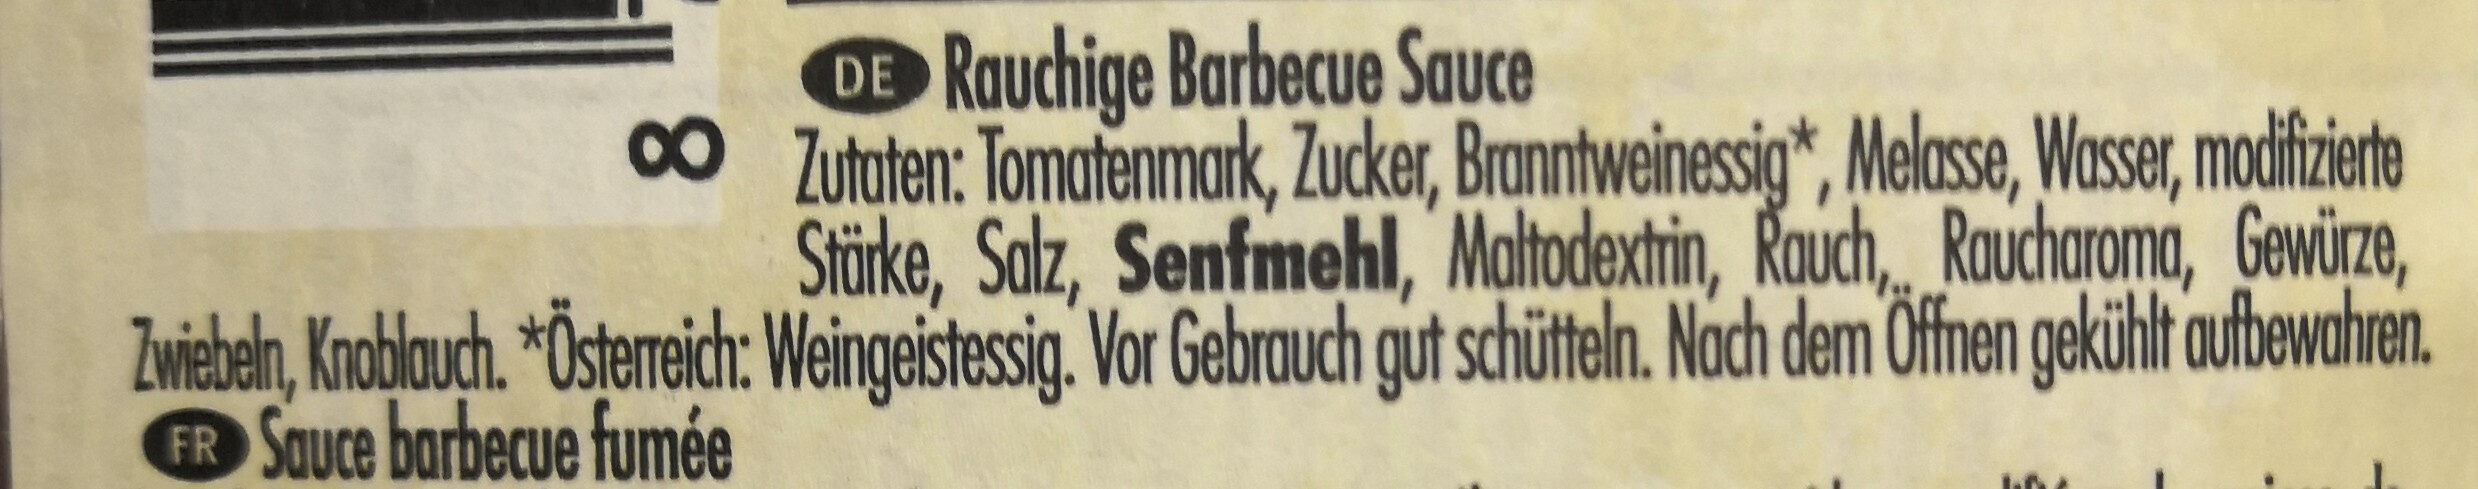 DE Rauchige Barbecue Sauce
8
Zutaten: Tomatenmark, Zucker, Branntweinessig*, Melasse, Wasser, modifizierte
Stärke, Salz, Senfmehl, Maltodextrin, Rauch, Raucharoma, Gewürze,
Zwiebeln, Knoblauch. *Österreich: Weingeistessig. Vor Gebrauch gut schütteln. Nach dem Öffnen gekühlt aufbewahren.
FR Sauce barbecue fumée